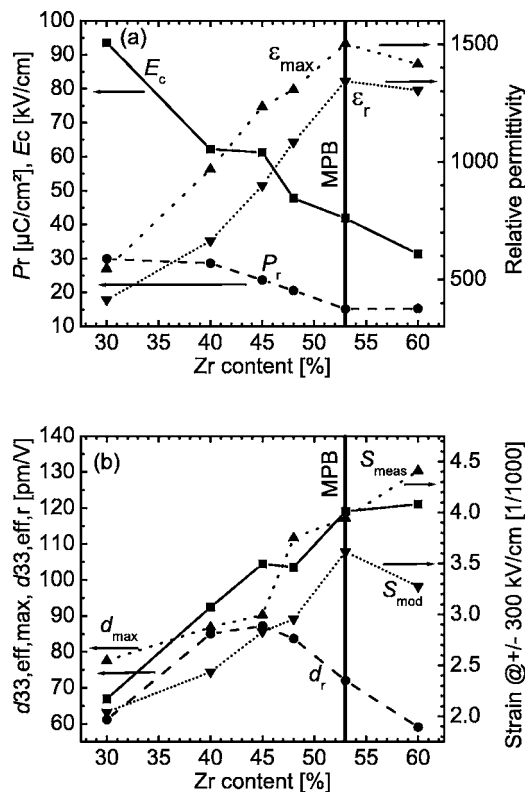 (a)
Pr [µC/cm²], Ec [kV/cm]
100
90
80
70
60
50
40
30
20
10
Ec
εmax
εr
MPB
Pr
1500
1000
500
Relative permittivity
30 35 40 45 50 55 60
Zr content [%]
(b)
d33,eff,max, d33,eff,r [pm/V]
140
130
120
110
100
90
80
70
60
MPB
Smeas
Smod
dmax
dr
4.5
4.0
3.5
3.0
2.5
2.0
Strain @+/- 300 kV/cm [1/1000]
30 35 40 45 50 55 60
Zr content [%]